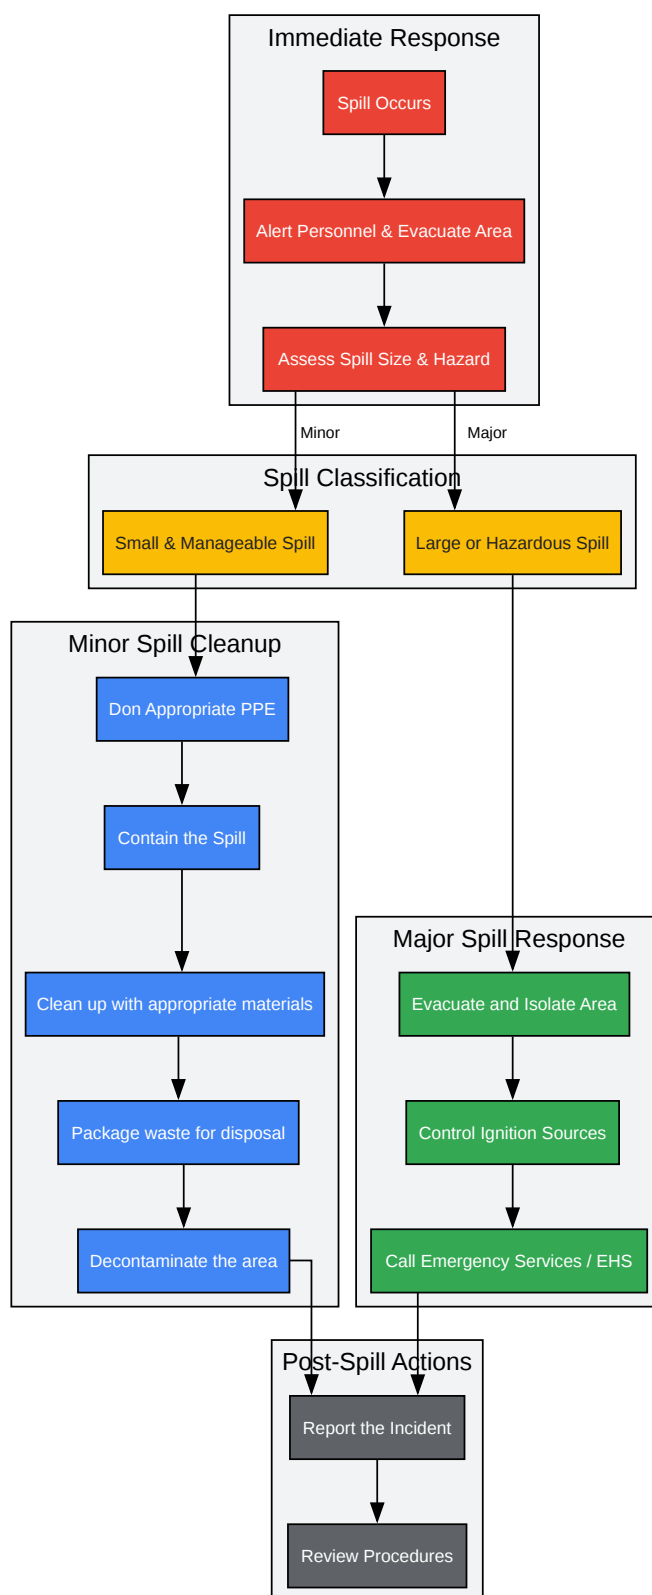 Immediate Response
Spill Occurs
Alert Personnel & Evacuate Area
Assess Spill Size & Hazard
Minor
Major
Spill Classification
Small & Manageable Spill
Large or Hazardous Spill
Minor Spill Cleanup
Don Appropriate PPE
Contain the Spill
Clean up with appropriate materials
Package waste for disposal
Decontaminate the area
Major Spill Response
Evacuate and Isolate Area
Control Ignition Sources
Call Emergency Services / EHS
Post-Spill Actions
Report the Incident
Review Procedures